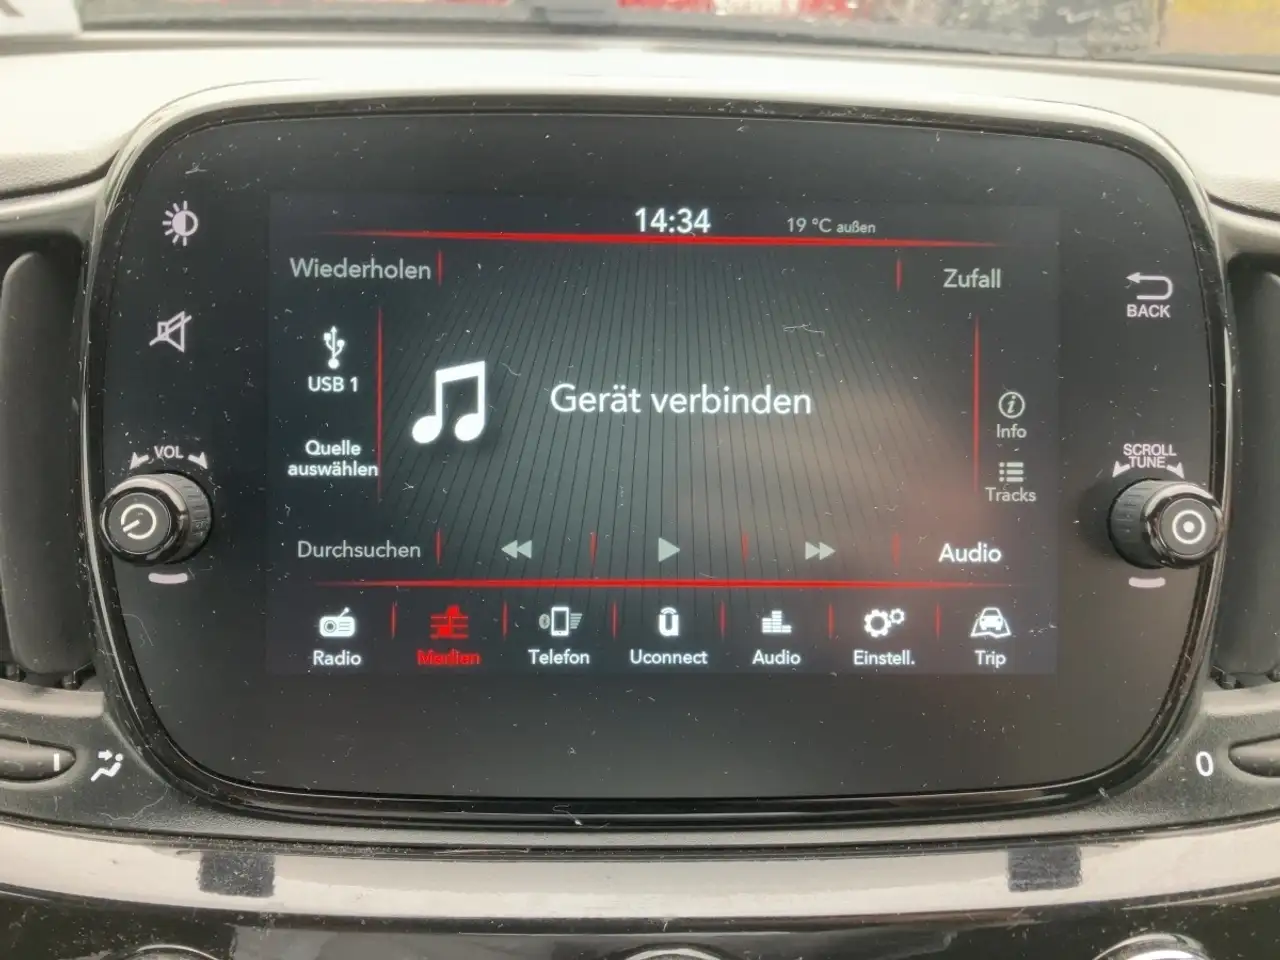 14:34
19 °C außen
Wiederholen
Zufall
BACK
USB 1
Gerät verbinden
Info
VOL
Quelle
auswählen
SCROLL
TUNE
Tracks
Durchsuchen
Audio
Radio
Medien
Telefon
Uconnect
Audio
Einstell.
Trip
I
0